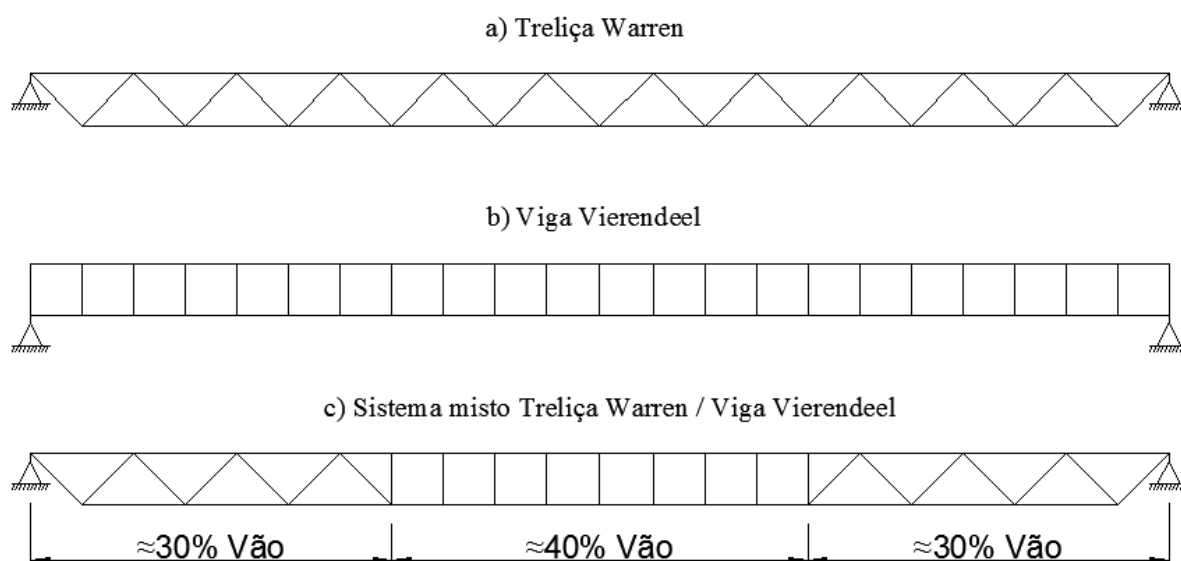 a) Treliça Warren
b) Viga Vierendeel
c) Sistema misto Treliça Warren / Viga Vierendeel
≈30% Vão ≈40% Vão ≈30% Vão